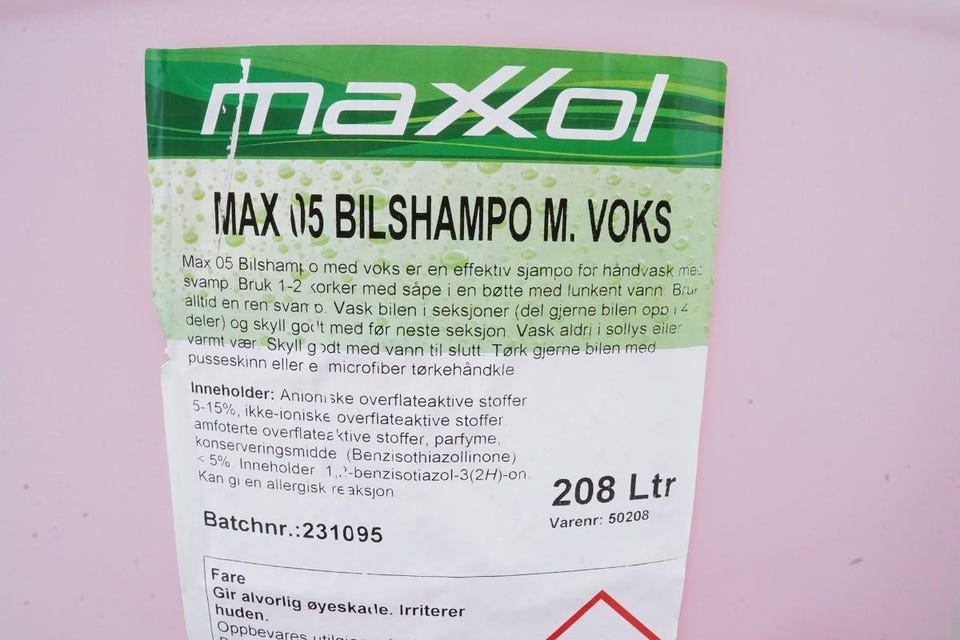 maxxol
MAX 05 BILSHAMPO M. VOKS
Max 05 Bilshampo med voks er en effektiv sjampo for håndvask med
svamp. Bruk 1-2 korker med såpe i en bøtte med lunkent vann. Bruk
alltid en ren svamp. Vask bilen i seksjoner (del gjerne bilen opp i 4
deler) og skyll godt med før neste seksjon. Vask aldri i sollys eller
varmt vær. Skyll godt med vann til slutt. Tørk gjerne bilen med
pusseskinn eller e microfiber tørkehåndkle
Inneholder: Anioniske overflateaktive stoffer
5-15%, ikke-ioniske overflateaktive stoffer
amfoterte overflateaktive stoffer, parfyme,
konserveringsmidde (Benzisothiazollinone)
< 5%. Inneholder 1,2-benzisotiazol-3(2H)-on.
Kan gi en allergisk reaksjon
208 Ltr
Varenr: 50208
Batchnr.:231095
Fare
Gir alvorlig øyeskade. Irriterer
huden.
Oppbevares